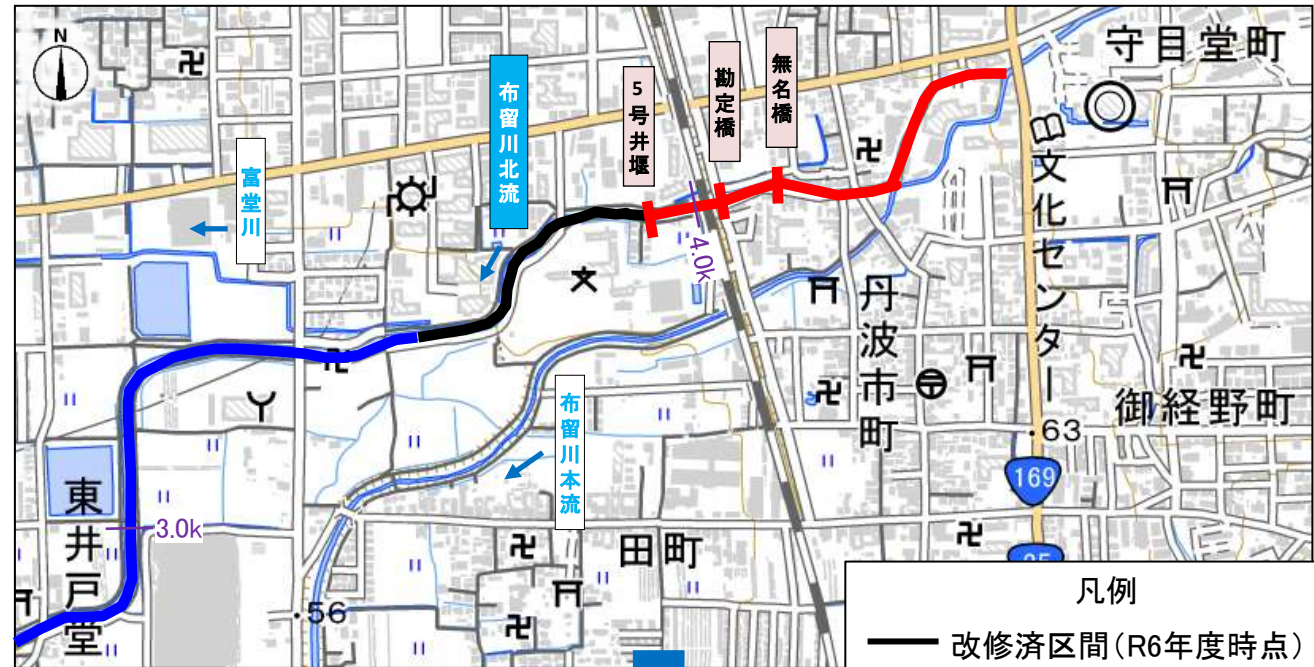 N
守目堂町
無名橋
勘定橋
5号井堰
布留川北流
富堂川
文化センター
4.0k
丹波市町
御経野町
63
布留川本流
169
東井戸堂
3.0k
田町
56
凡例
改修済区間(R6年度時点)